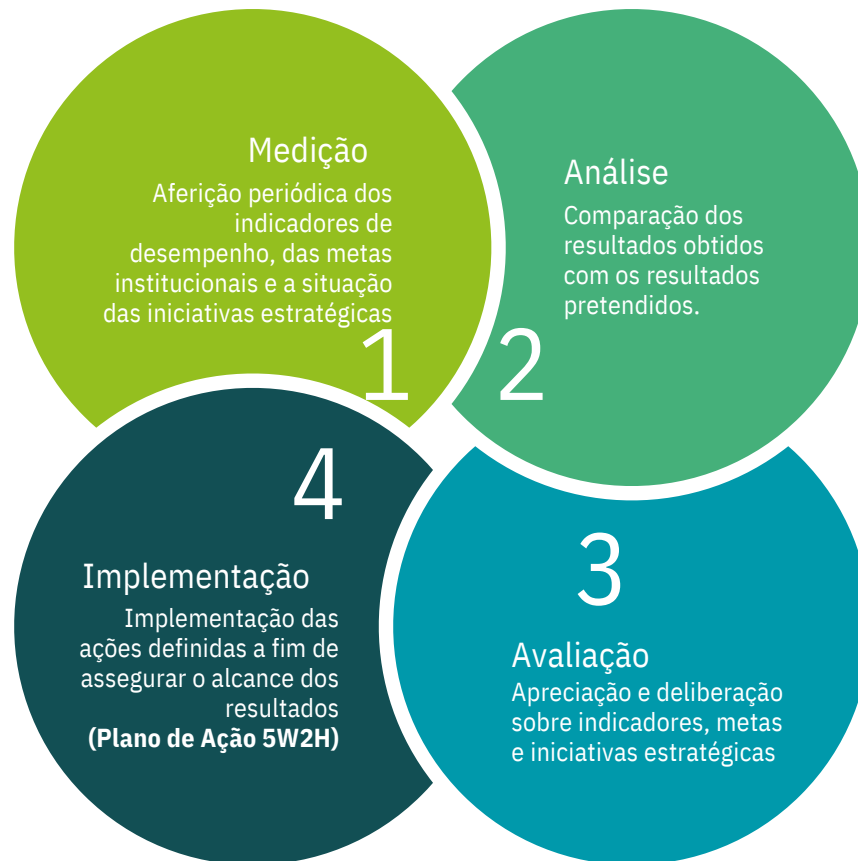 Medição
Aferição periódica dos
indicadores de
desempenho, das metas
institucionais e a situação
das iniciativas estratégicas
1
2
Análise
Comparação dos
resultados obtidos
com os resultados
pretendidos.
3
Avaliação
Apreciação e deliberação
sobre indicadores, metas
e iniciativas estratégicas
4
Implementação
Implementação das
ações definidas a fim de
assegurar o alcance dos
resultados
(Plano de Ação 5W2H)